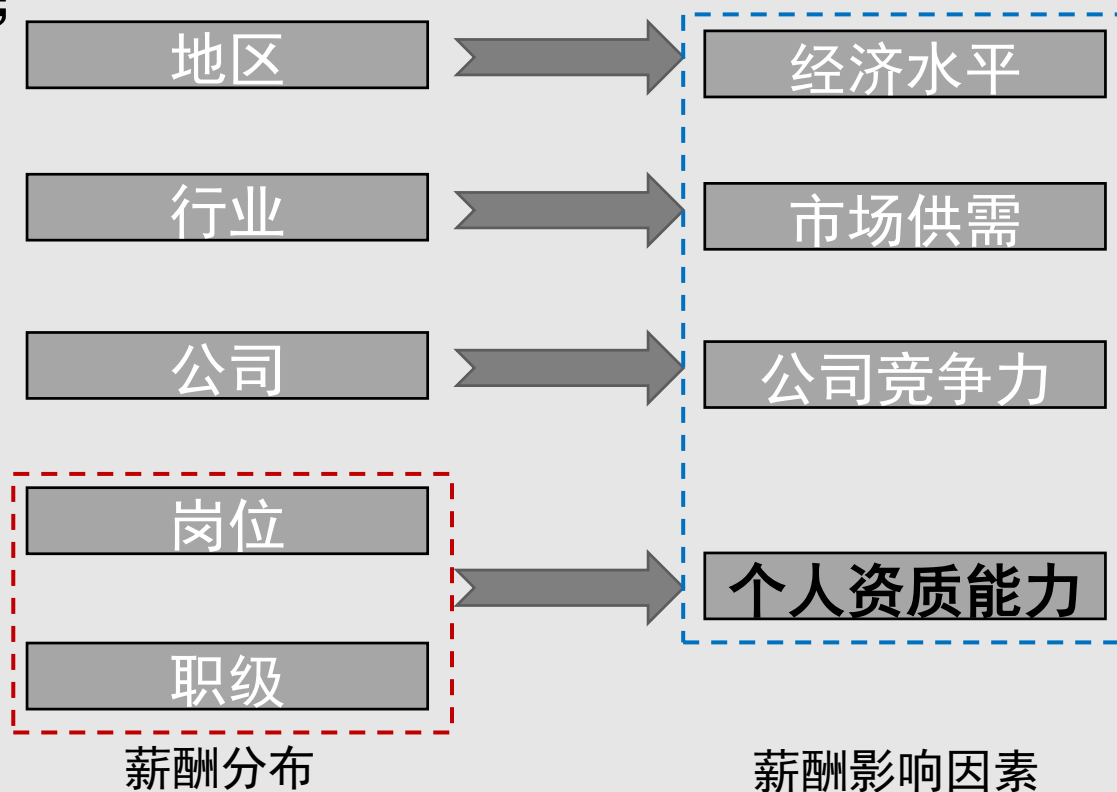 地区
经济水平
行业
市场供需
公司
公司竞争力
岗位
个人资质能力
职级
薪酬分布
薪酬影响因素